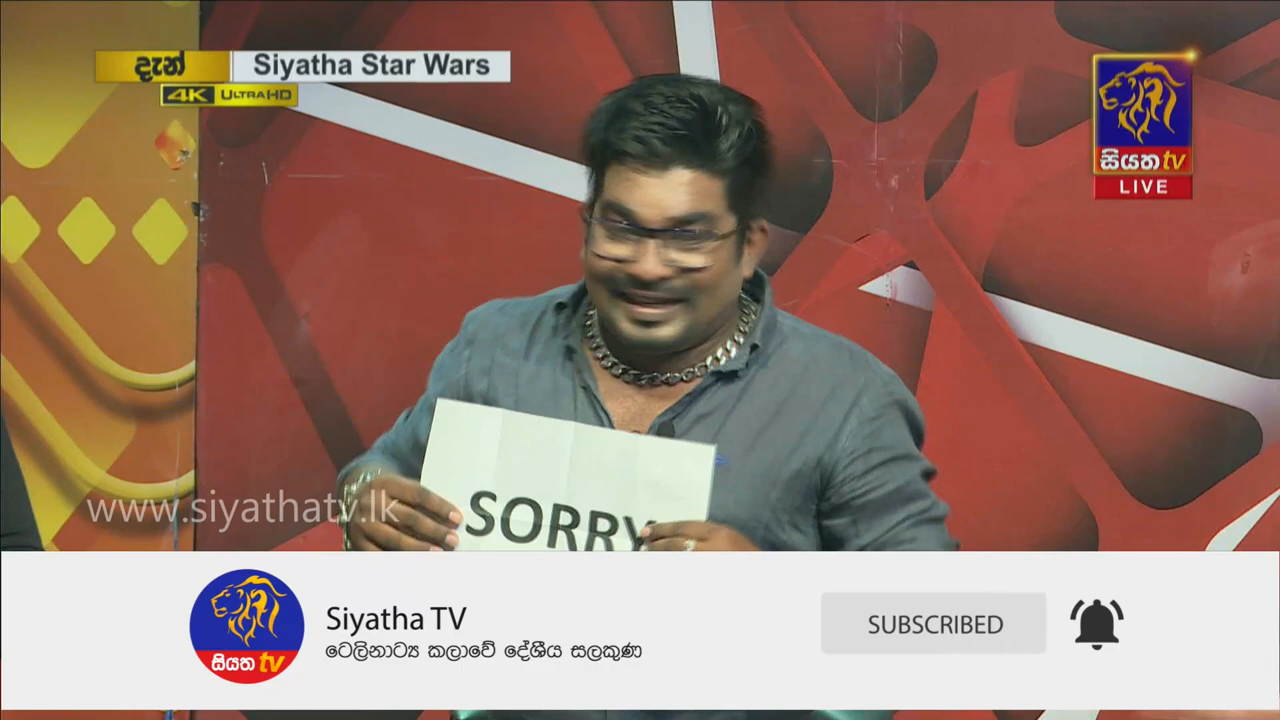 දැන්
Siyatha Star Wars
4K ULTRAHD
සියත tv
LIVE
www.siyathatv.lk
SORRY
සියත tv
Siyatha TV
ටෙලිනාට්‍ය කලාවේ දේශීය සලකුණ
SUBSCRIBED